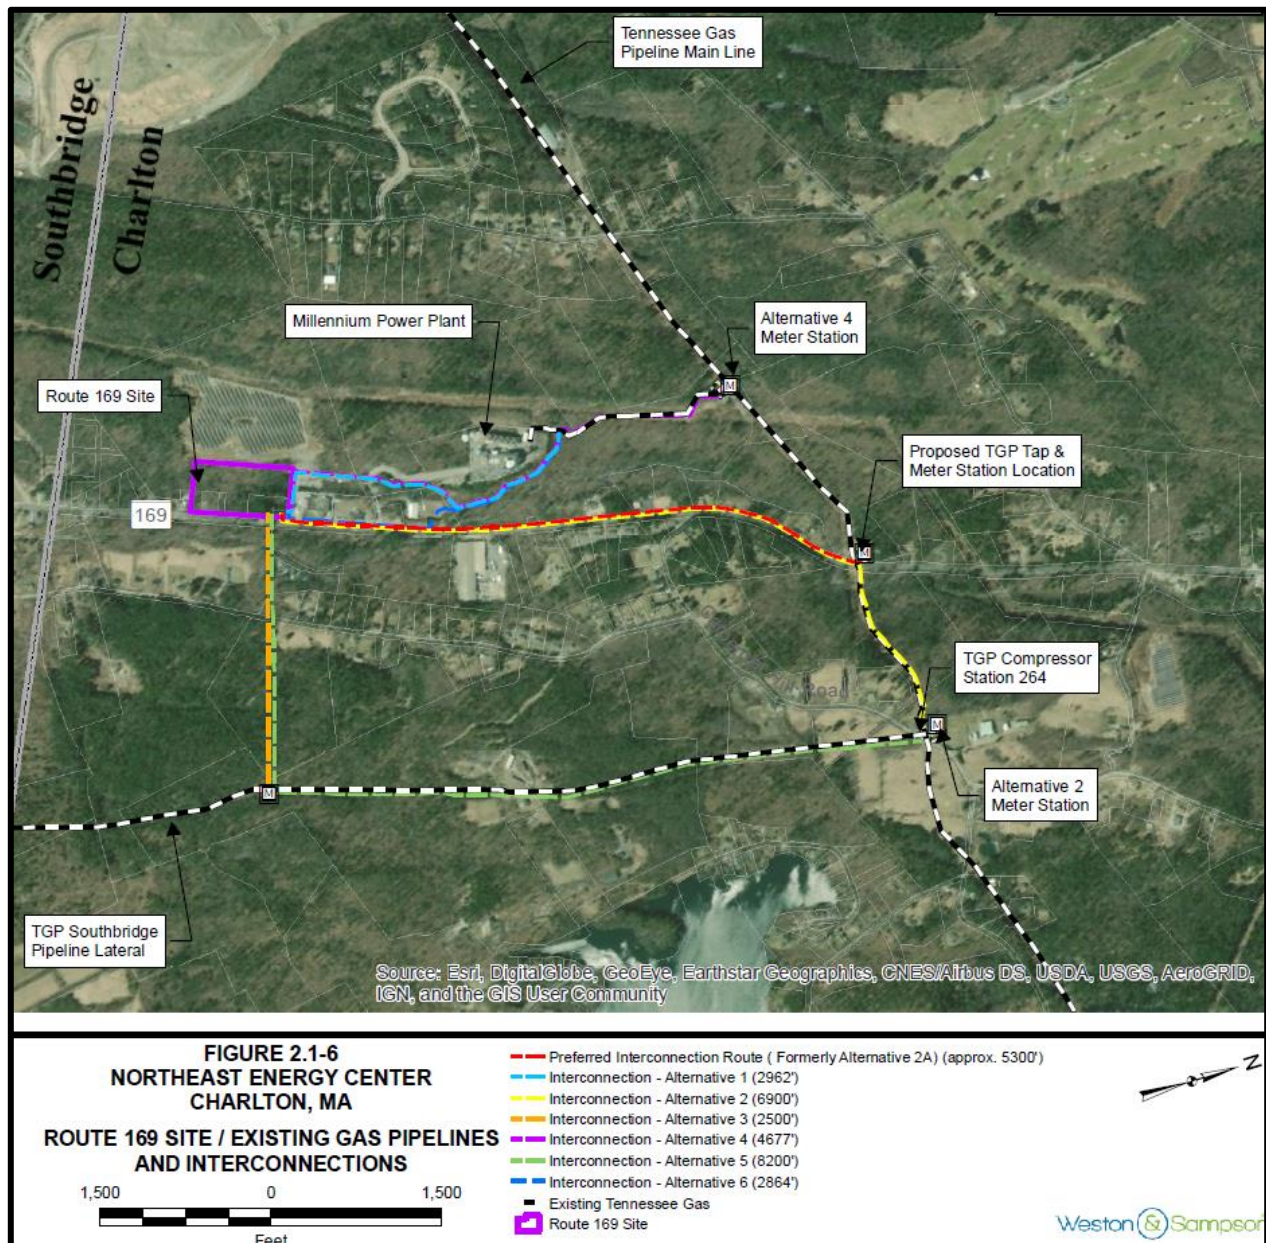 Tennessee Gas
Pipeline Main Line
Southbridge
Charlton
Millennium Power Plant
Alternative 4
Meter Station
M
Route 169 Site
Proposed TGP Tap &
Meter Station Location
M
169
Road
TGP Compressor
Station 264
M
Alternative 2
Meter Station
M
TGP Southbridge
Pipeline Lateral
Source: Esri, DigitalGlobe, GeoEye, Earthstar Geographics, CNES/Airbus DS, USDA, USGS, AeroGRID,
IGN, and the GIS User Community
FIGURE 2.1-6
NORTHEAST ENERGY CENTER
CHARLTON, MA
ROUTE 169 SITE / EXISTING GAS PIPELINES
AND INTERCONNECTIONS
1,500 0 1,500
Feet
Preferred Interconnection Route ( Formerly Alternative 2A) (approx. 5300')
Interconnection - Alternative 1 (2962')
Interconnection - Alternative 2 (6900')
Interconnection - Alternative 3 (2500')
Interconnection - Alternative 4 (4677')
Interconnection - Alternative 5 (8200')
Interconnection - Alternative 6 (2864')
Existing Tennessee Gas
Route 169 Site
N
Weston & Sampson